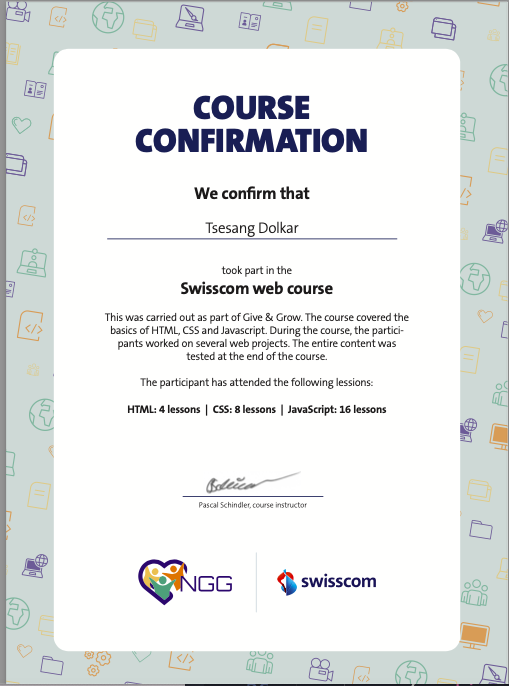 COURSE
CONFIRMATION
We confirm that
Tsesang Dolkar
took part in the
Swisscom web course
This was carried out as part of Give & Grow. The course covered the
basics of HTML, CSS and Javascript. During the course, the partici-
pants worked on several web projects. The entire content was
tested at the end of the course.
The participant has attended the following lessions:
HTML: 4 lessons | CSS: 8 lessons | JavaScript: 16 lessons
Pascal Schindler, course instructor
NGG
swisscom